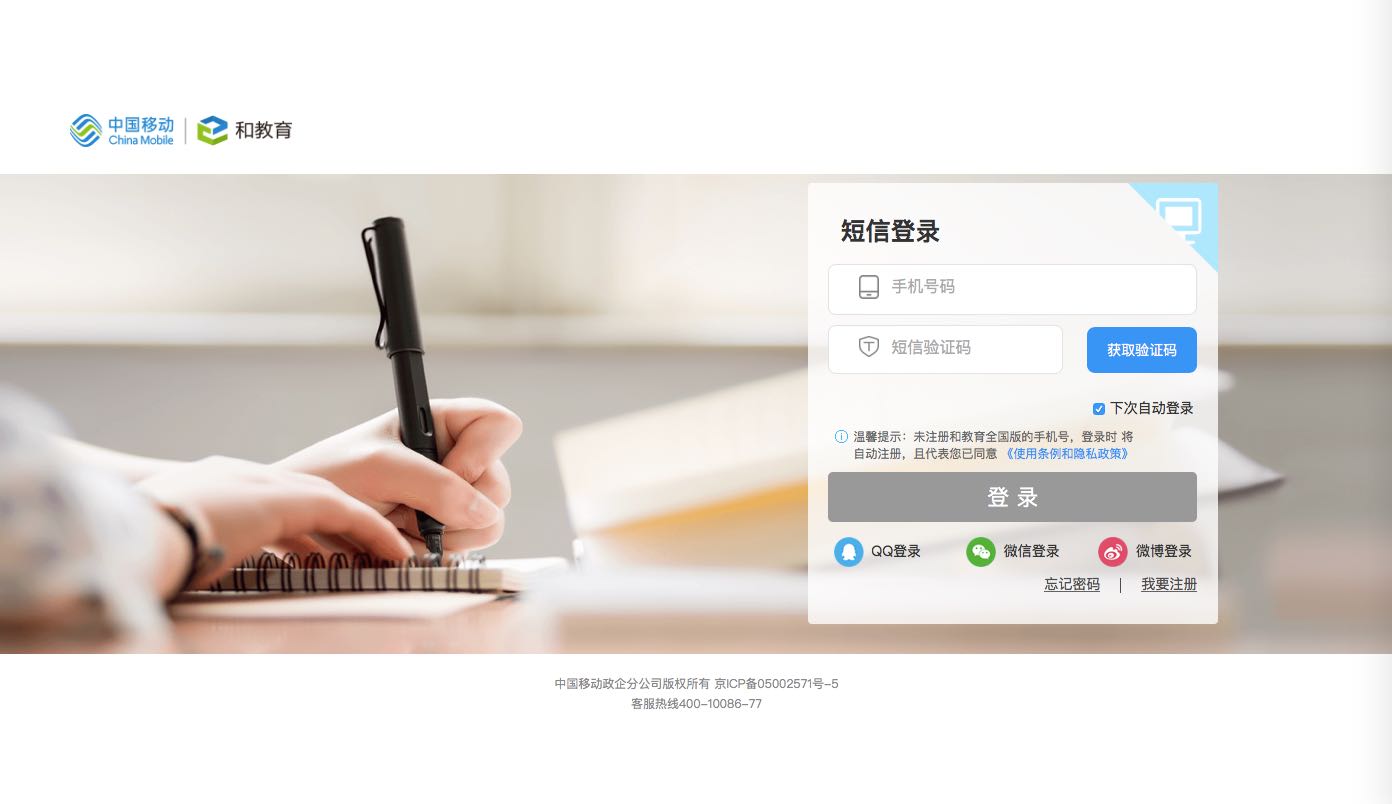 中国移动
China Mobile
和教育
短信登录
手机号码
短信验证码
获取验证码
下次自动登录
温馨提示：未注册和教育全国版的手机号，登录时 将
自动注册，且代表您已同意 《使用条例和隐私政策》
登 录
QQ登录 微信登录 微博登录
忘记密码 | 我要注册
中国移动政企分公司版权所有 京ICP备05002571号-5
客服热线400-10086-77